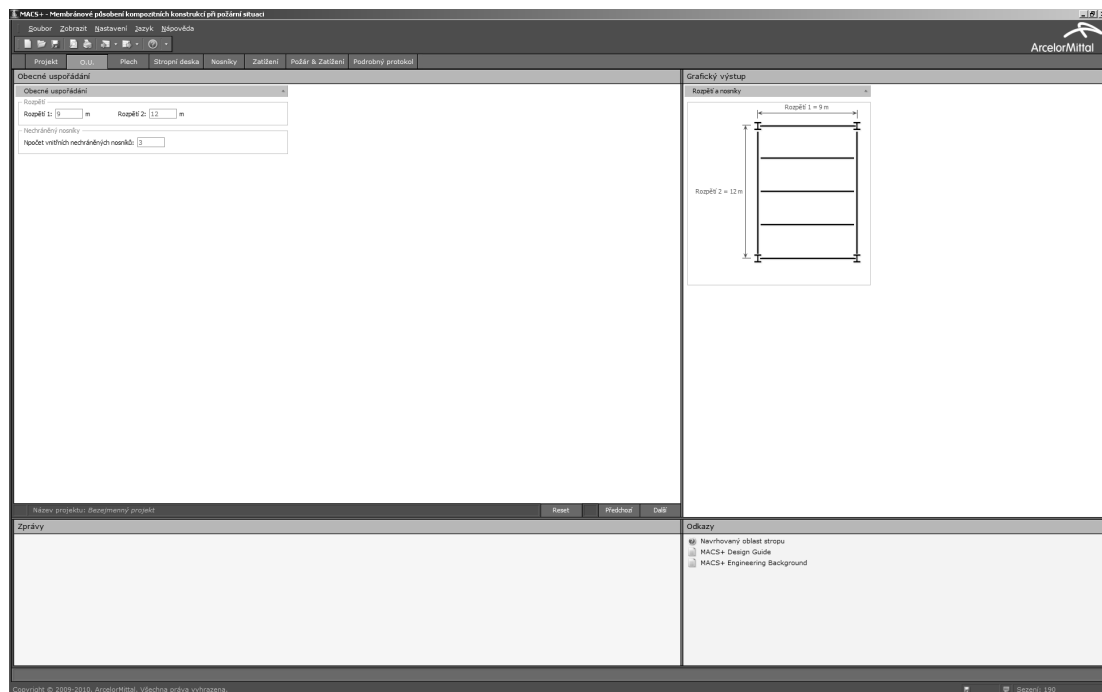 MACS+ - Membránové působení kompozitních konstrukcí při požární situaci
Soubor Zobrazit Nastavení Jazyk Nápověda
ArcelorMittal
Projekt O.U. Plech Stropní deska Nosníky Zatížení Požár & Zatížení Podrobný protokol
Obecné uspořádání
Obecné uspořádání
Rozpětí
Rozpětí 1: 9 m Rozpětí 2: 12 m
Nechráněný nosníky
Npočet vnitřních nechráněných nosníků: 3
Grafický výstup
Rozpětí a nosníky
Rozpětí 1 = 9 m
Rozpětí 2 = 12 m
Název projektu: Bezejmenný projekt Reset Předchozí Další
Zprávy
Odkazy
Navrhovaný oblast stropu
MACS+ Design Guide
MACS+ Engineering Background
Copyright © 2009-2010, ArcelorMittal. Všechna práva vyhrazena.
Sezení: 190